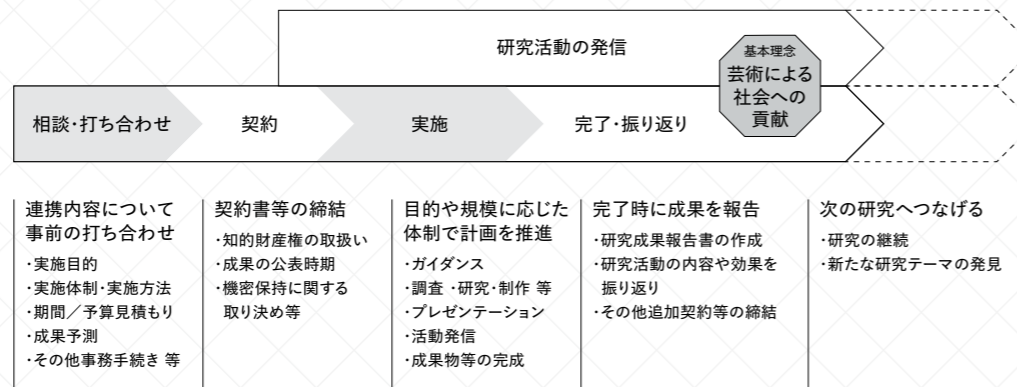 研究活動の発信
基本理念
芸術による
社会への
貢献
相談・打ち合わせ
契約
実施
完了・振り返り
連携内容について
事前の打ち合わせ
・実施目的
・実施体制・実施方法
・期間／予算見積もり
・成果予測
・その他事務手続き 等
契約書等の締結
・知的財産権の取扱い
・成果の公表時期
・機密保持に関する
取り決め等
目的や規模に応じた
体制で計画を推進
・ガイダンス
・調査・研究・制作 等
・プレゼンテーション
・活動発信
・成果物等の完成
完了時に成果を報告
・研究成果報告書の作成
・研究活動の内容や効果を
振り返り
・その他追加契約等の締結
次の研究へつなげる
・研究の継続
・新たな研究テーマの発見